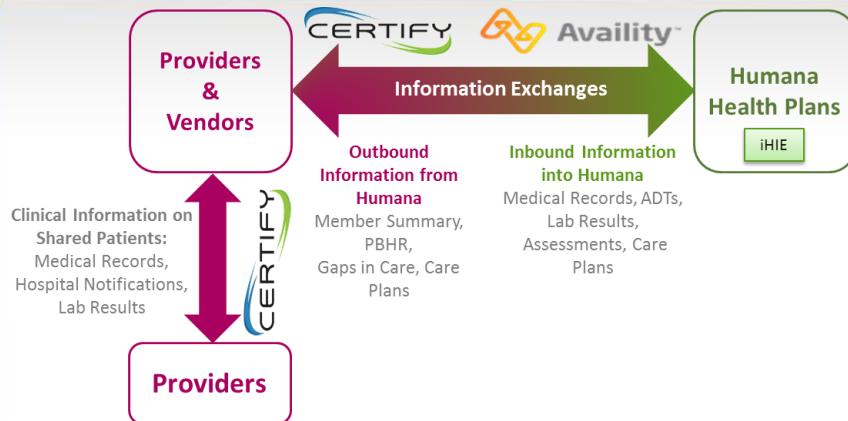 CERTIFY
Availity™
Providers
&
Vendors
Information Exchanges
Humana
Health Plans
iHIE
Outbound
Information from
Humana
Member Summary,
PBHR,
Gaps in Care, Care
Plans
Inbound Information
into Humana
Medical Records, ADTs,
Lab Results,
Assessments, Care
Plans
Clinical Information on
Shared Patients:
Medical Records,
Hospital Notifications,
Lab Results
CERTIFY
Providers